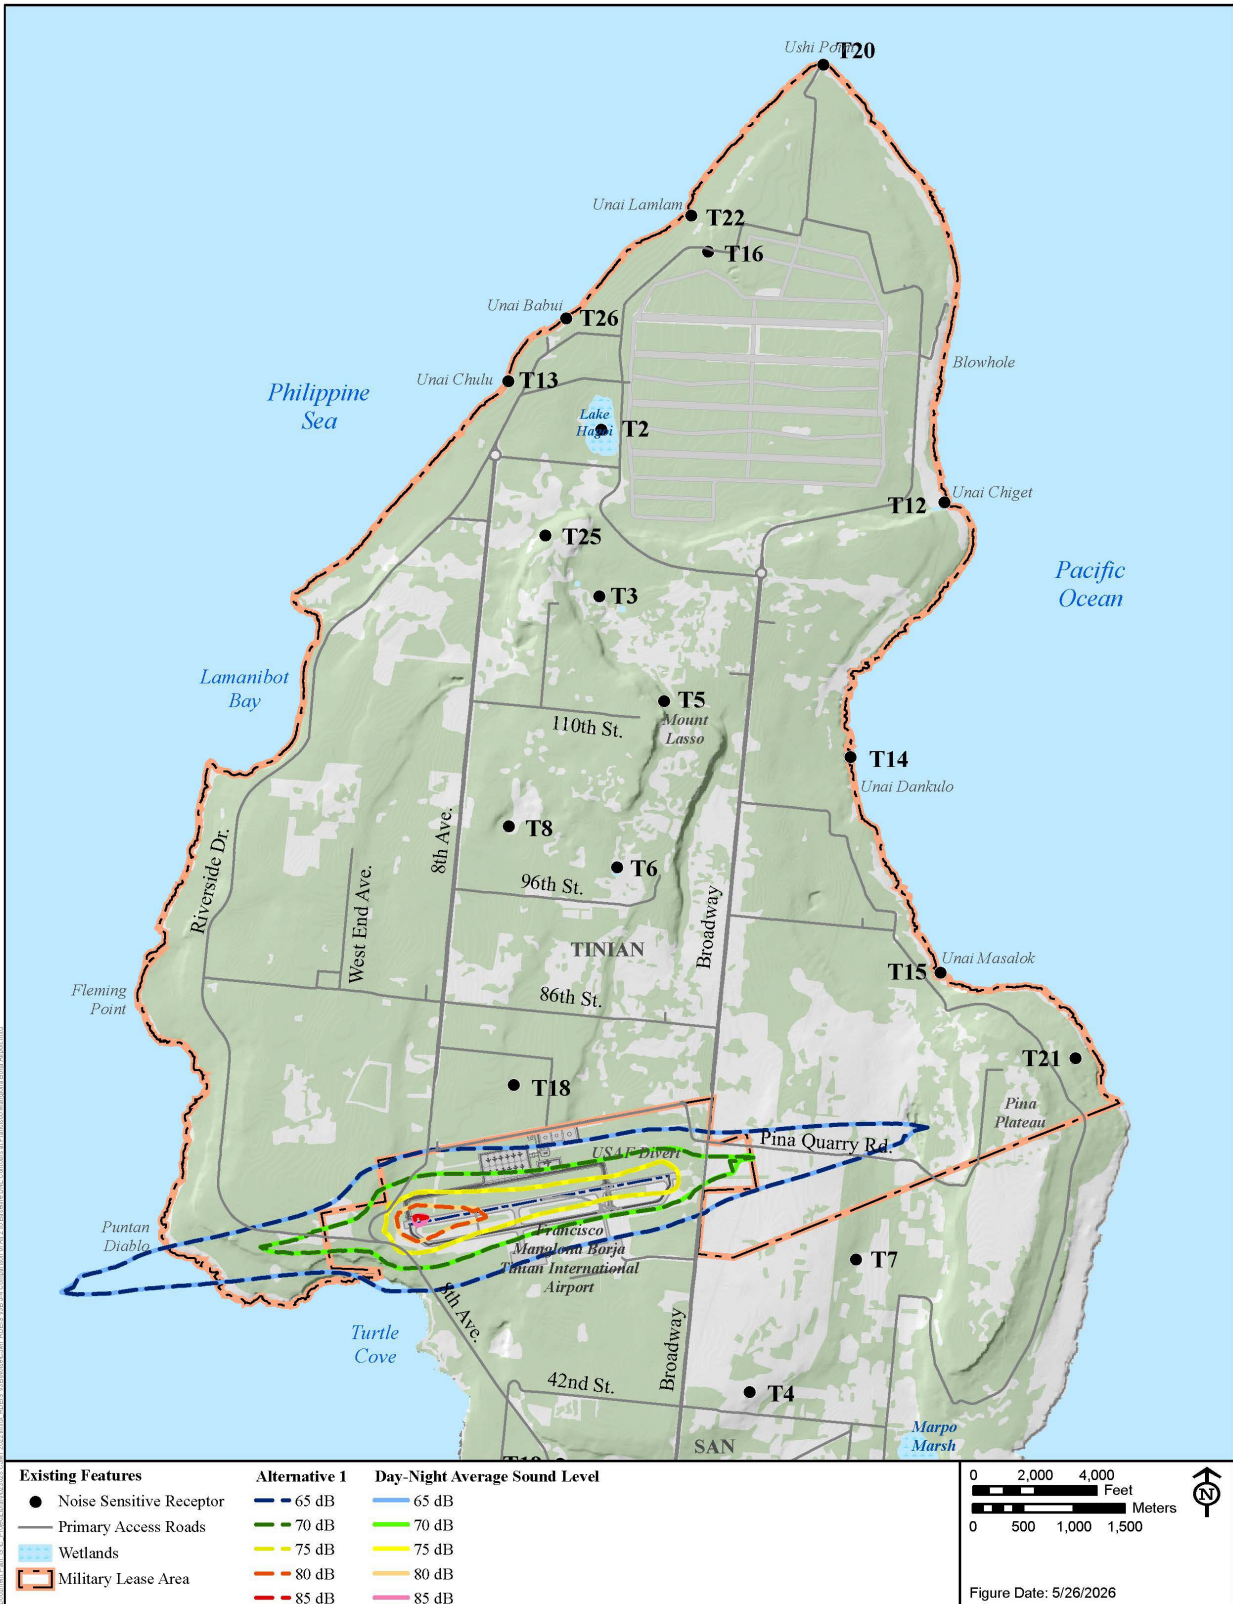 Ushi Point
T20
Unai Lamlam
T22
T16
Unai Babui
T26
Blowhole
Unai Chulu
T13
Philippine
Sea
Lake
Hagoi
T2
Unai Chiget
T12
T25
Pacific
Ocean
T3
Lamanibot
Bay
T5
Mount
Lasso
110th St.
T14
Unai Dankulo
T8
8th Ave.
Riverside Dr.
T6
96th St.
West End Ave.
Broadway
TINIAN
Unai Masalok
T15
Fleming
Point
86th St.
T21
T18
Pina
Plateau
Pina Quarry Rd.
USAF Divert
Puntan
Diablo
Francisco
Manglona Borja
Tinian International
Airport
T7
8th Ave.
Turtle
Cove
Broadway
42nd St.
T4
Marpo
Marsh
SAN
Existing Features
Noise Sensitive Receptor
Primary Access Roads
Wetlands
Military Lease Area
Alternative 1
65 dB
70 dB
75 dB
80 dB
85 dB
Day-Night Average Sound Level
65 dB
70 dB
75 dB
80 dB
85 dB
0 2,000 4,000
Feet
Meters
0 500 1,000 1,500
N
Figure Date: 5/26/2026